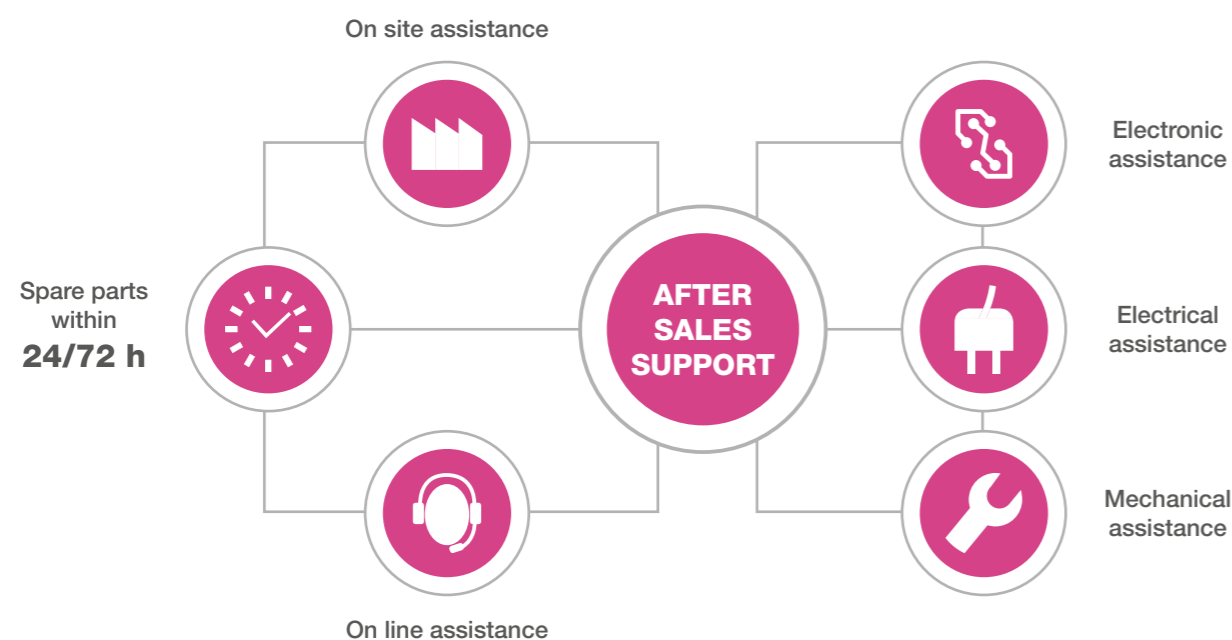 On site assistance
Electronic
assistance
Spare parts
within
24/72 h
AFTER
SALES
SUPPORT
Electrical
assistance
Mechanical
assistance
On line assistance